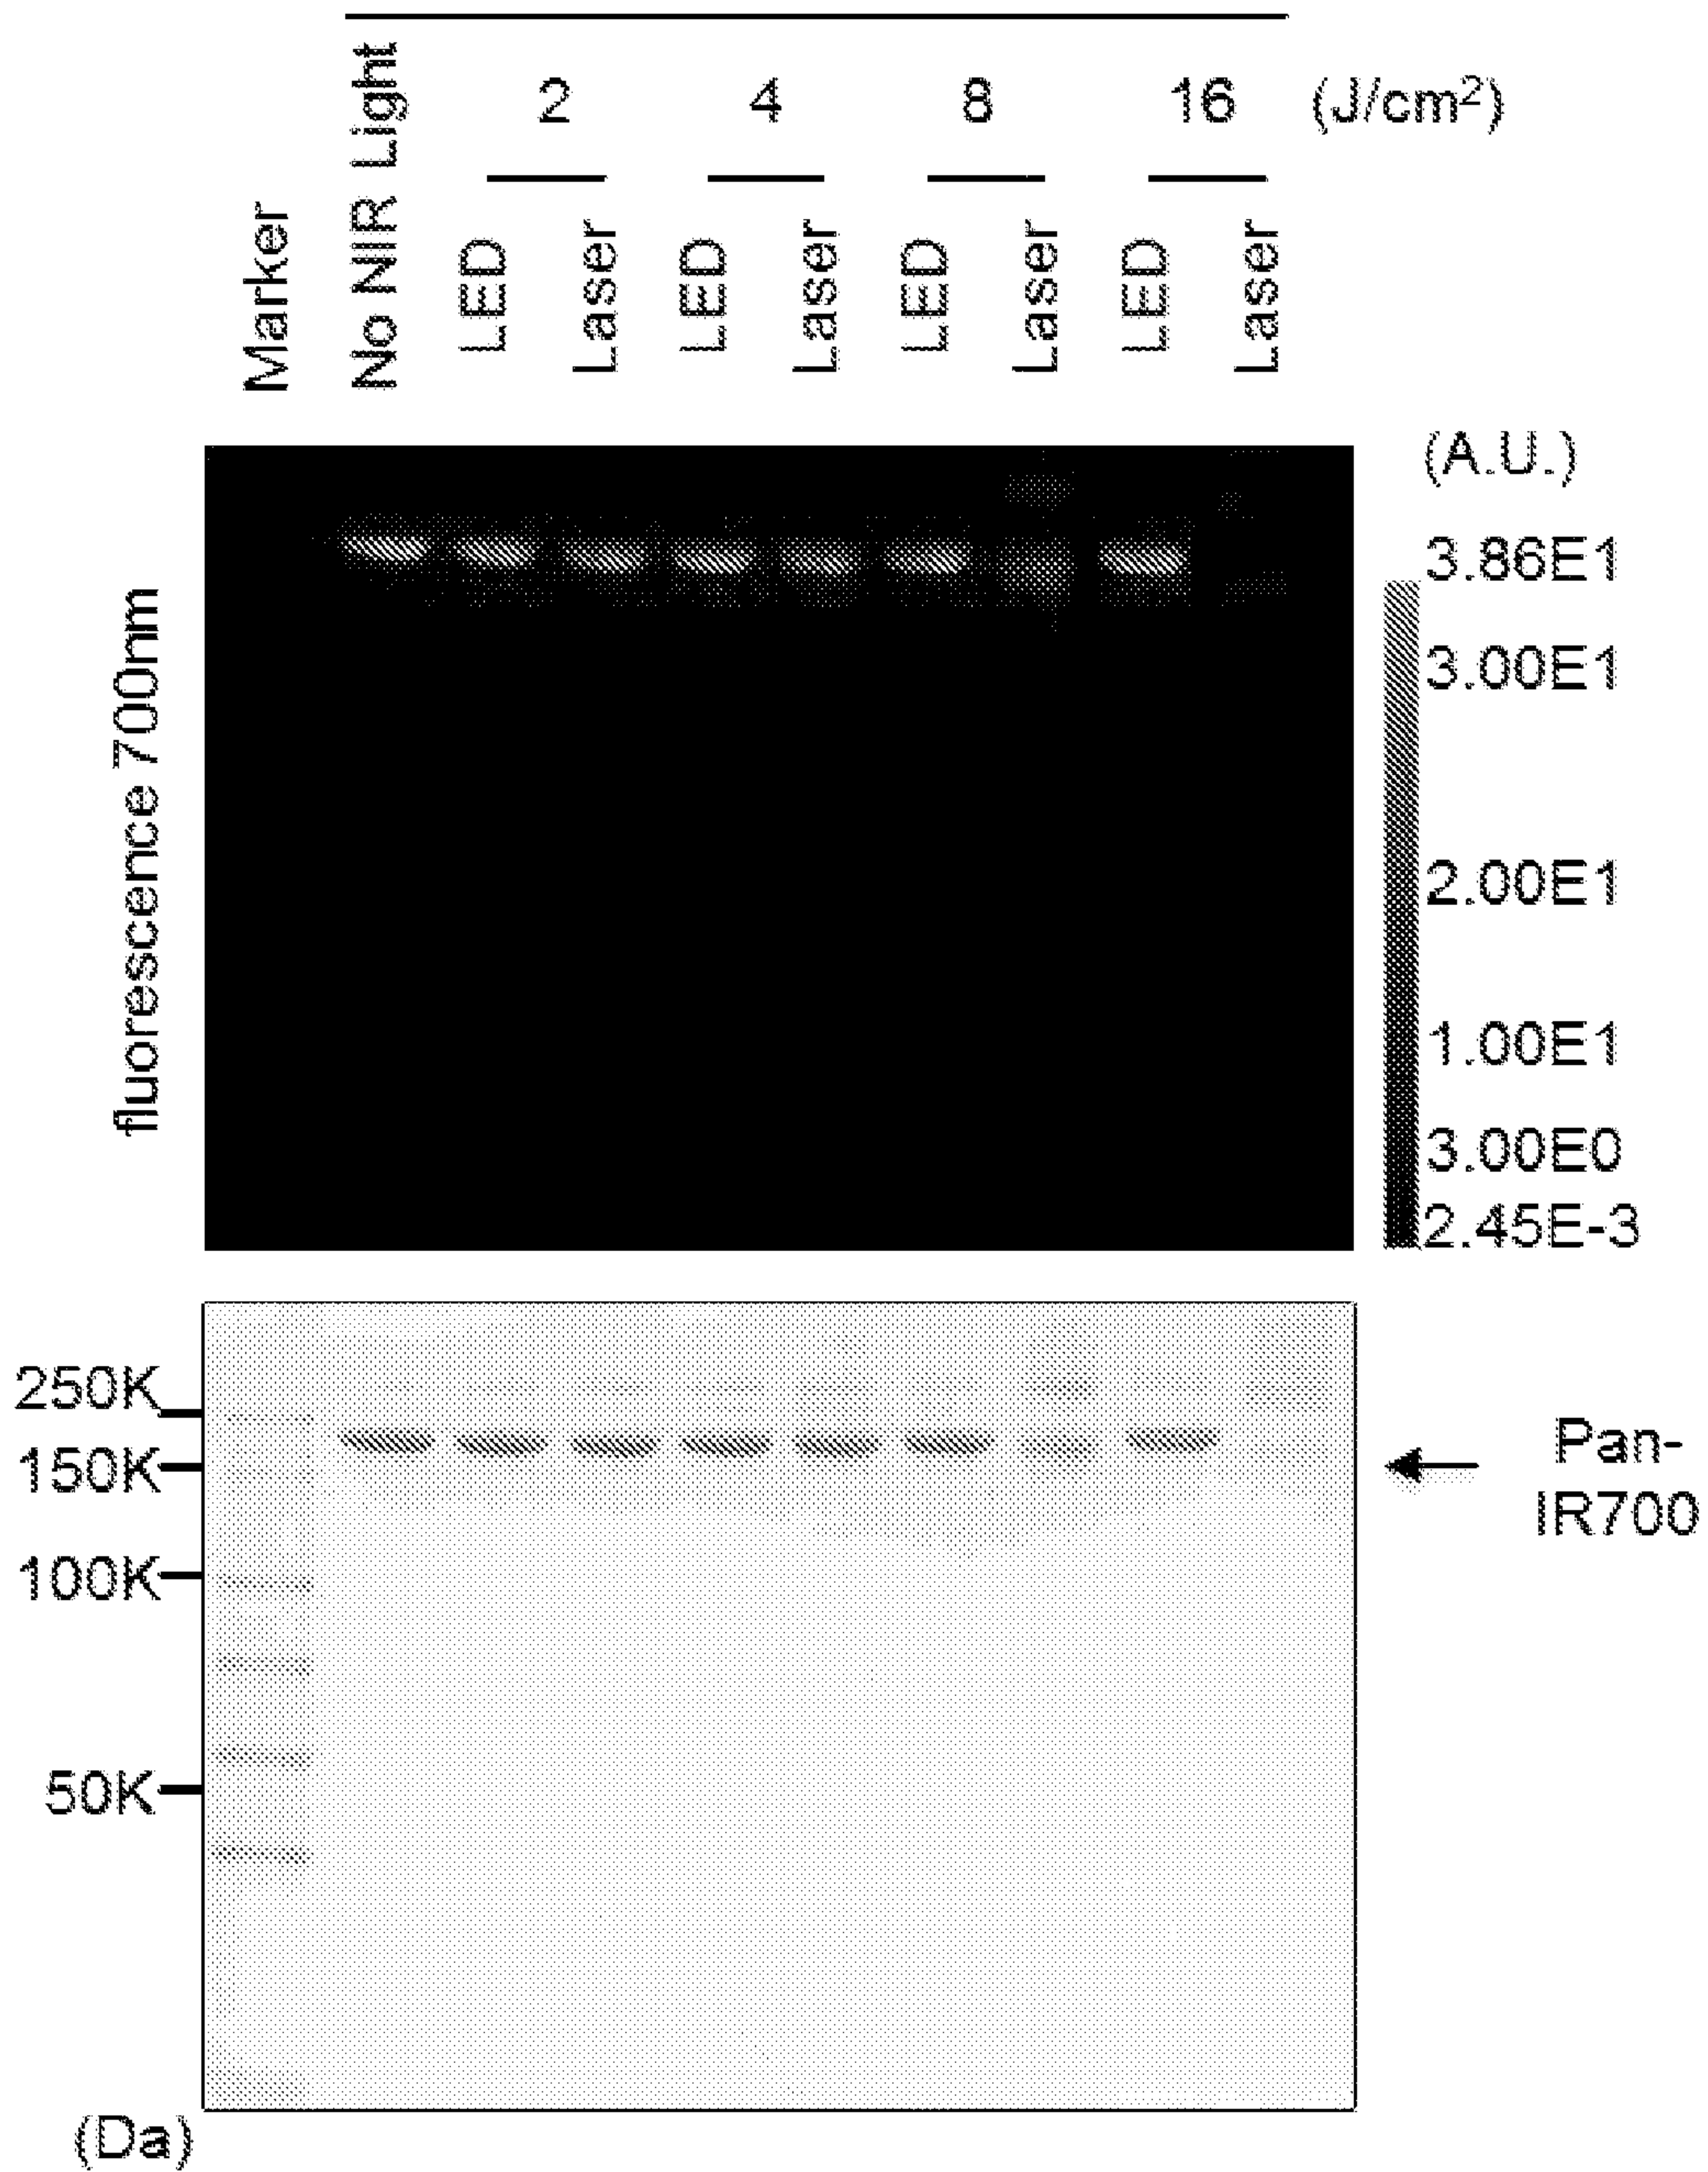 2 4 8 16 (J/cm²)
Marker
No NIR Light
LED
Laser
LED
Laser
LED
Laser
LED
Laser
fluorescence 700nm
(A.U.)
3.86E1
3.00E1
2.00E1
1.00E1
3.00E0
2.45E-3
250K
150K
100K
50K
(Da)
Pan-
IR700